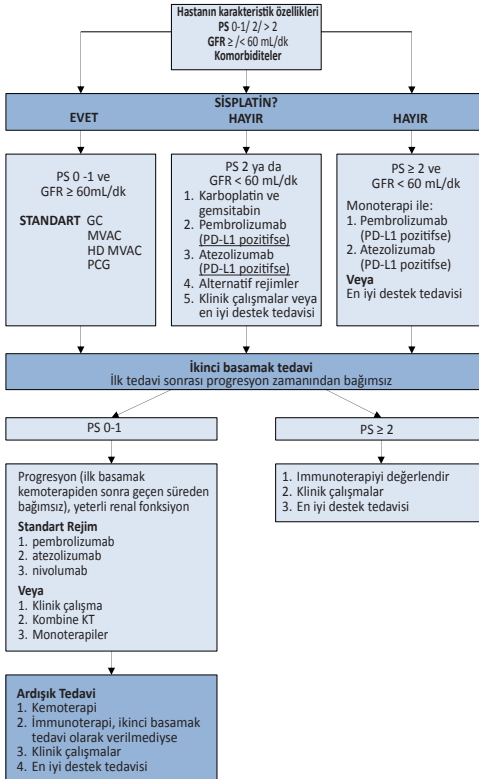 Hastanın karakteristik özellikleri
PS 0-1/ 2/ > 2
GFR ≥ /< 60 mL/dk
Komorbiditeler
SİSPLATİN?
EVET
HAYIR
HAYIR
PS 0 -1 ve
GFR ≥ 60mL/dk
STANDART GC
MVAC
HD MVAC
PCG
PS 2 ya da
GFR < 60 mL/dk
1. Karboplatin ve
gemsitabin
2. Pembrolizumab
(PD-L1 pozitifse)
3. Atezolizumab
(PD-L1 pozitifse)
4. Alternatif rejimler
5. Klinik çalışmalar veya
en iyi destek tedavisi
PS ≥ 2 ve
GFR < 60 mL/dk
Monoterapi ile:
1. Pembrolizumab
(PD-L1 pozitifse)
2. Atezolizumab
(PD-L1 pozitifse)
Veya
En iyi destek tedavisi
İkinci basamak tedavi
İlk tedavi sonrası progresyon zamanından bağımsız
PS 0-1
PS ≥ 2
Progresyon (ilk basamak
kemoterapiden sonra geçen süreden
bağımsız), yeterli renal fonksiyon
Standart Rejim
1. pembrolizumab
2. atezolizumab
3. nivolumab
Veya
1. Klinik çalışma
2. Kombine KT
3. Monoterapiler
1. Immunoterapiyi değerlendir
2. Klinik çalışmalar
3. En iyi destek tedavisi
Ardışık Tedavi
1. Kemoterapi
2. İmmunoterapi, ikinci basamak
tedavi olarak verilmediyse
3. Klinik çalışmalar
4. En iyi destek tedavisi